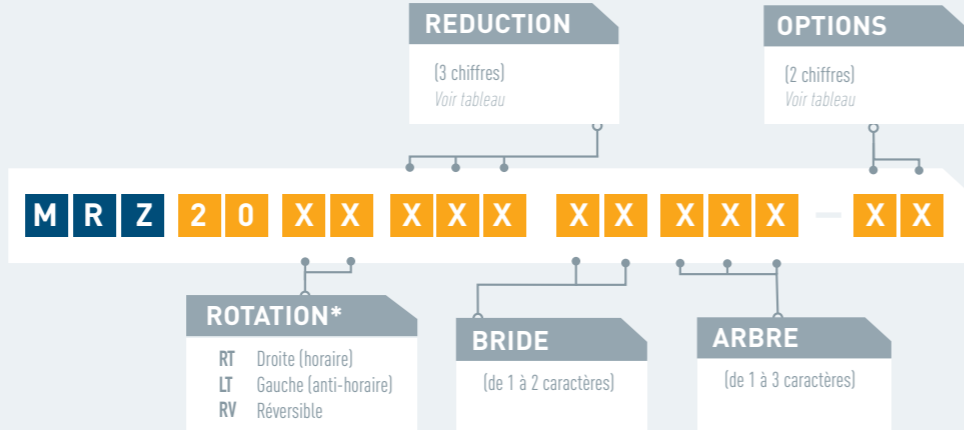 REDUCTION
(3 chiffres)
Voir tableau
OPTIONS
(2 chiffres)
Voir tableau
M R Z 2 0 X X X X X X X X X X – X X
ROTATION*
RT Droite (horaire)
LT Gauche (anti-horaire)
RV Réversible
BRIDE
(de 1 à 2 caractères)
ARBRE
(de 1 à 3 caractères)